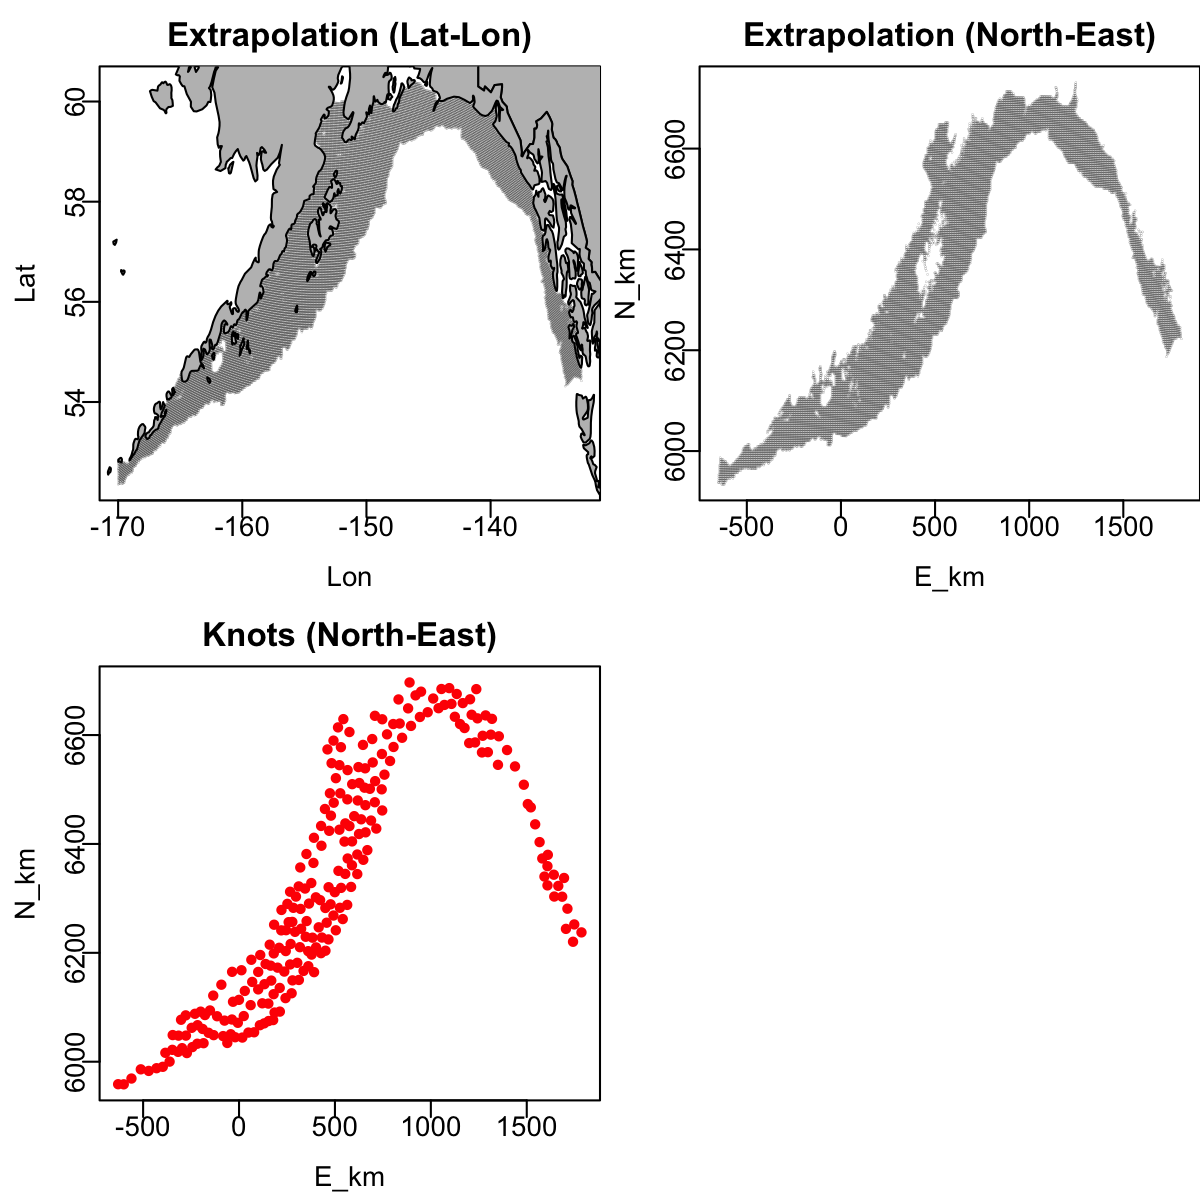 Extrapolation (Lat-Lon)
Lat
60
58
56
54
-170 -160 -150 -140
Lon
Extrapolation (North-East)
N_km
6600
6400
6200
6000
-500 0 500 1000 1500
E_km
Knots (North-East)
N_km
6600
6400
6200
6000
-500 0 500 1000 1500
E_km